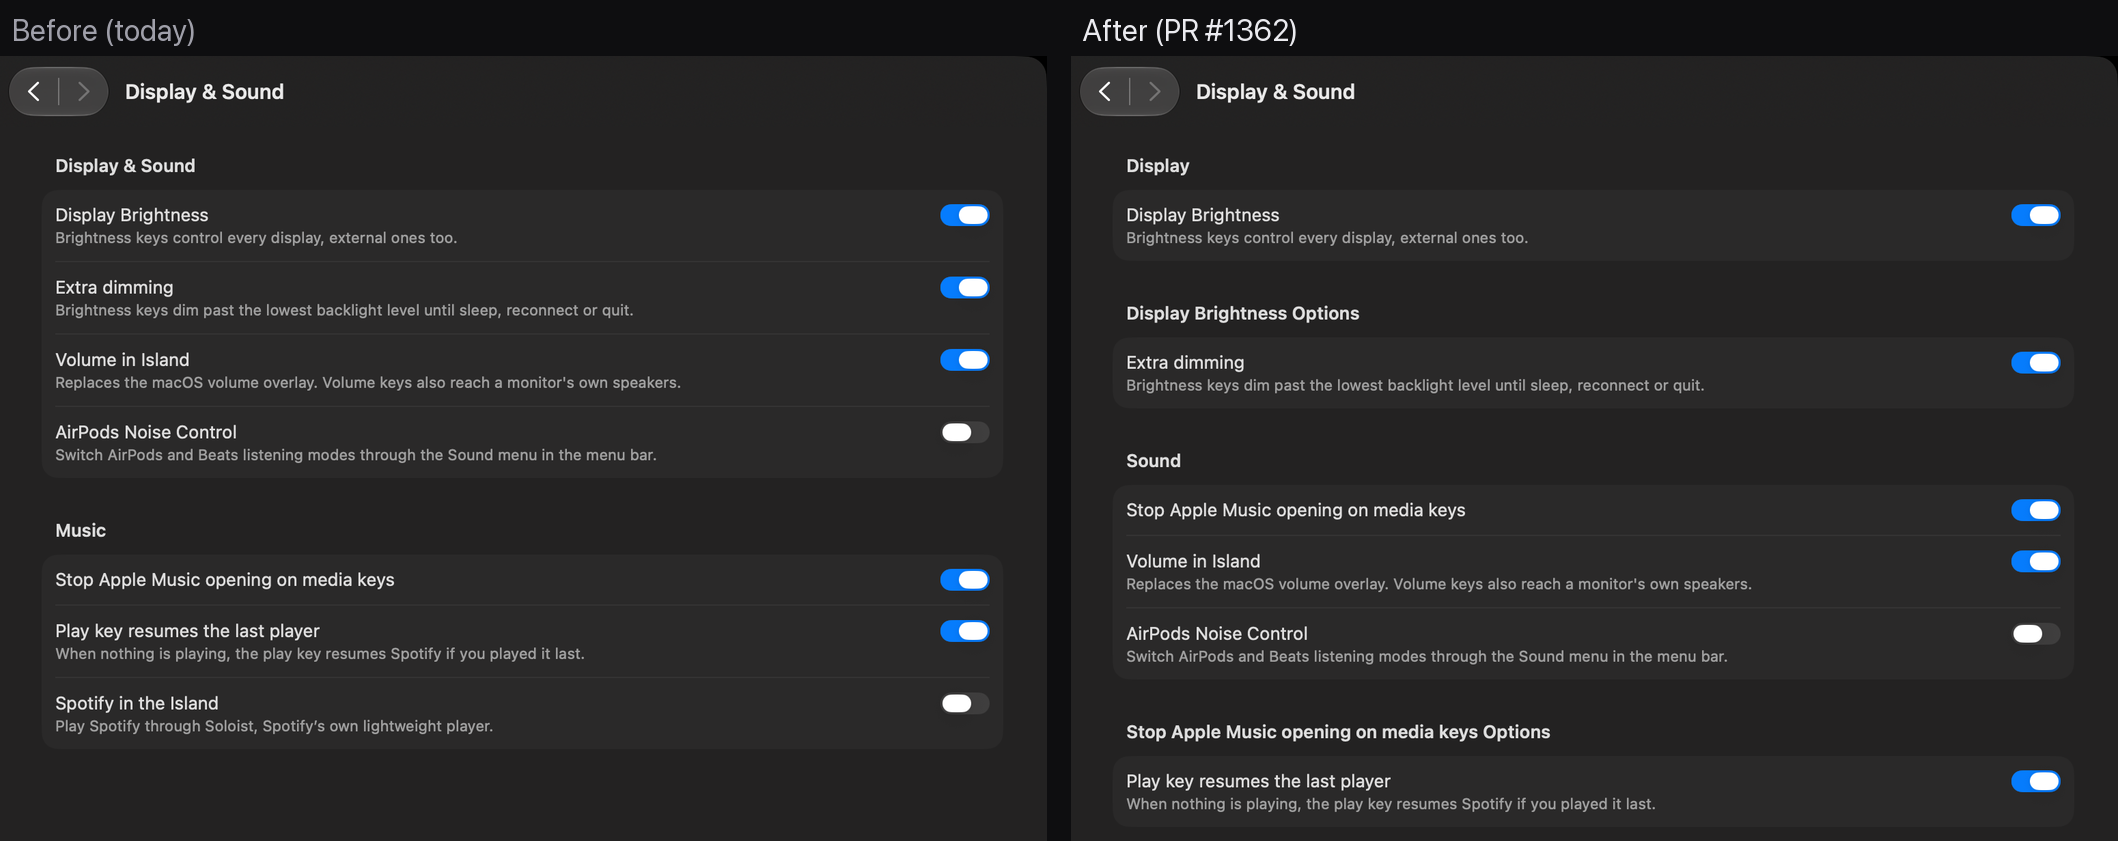 Before (today)
Display & Sound
Display & Sound
Display Brightness
Brightness keys control every display, external ones too.
Extra dimming
Brightness keys dim past the lowest backlight level until sleep, reconnect or quit.
Volume in Island
Replaces the macOS volume overlay. Volume keys also reach a monitor's own speakers.
AirPods Noise Control
Switch AirPods and Beats listening modes through the Sound menu in the menu bar.
Music
Stop Apple Music opening on media keys
Play key resumes the last player
When nothing is playing, the play key resumes Spotify if you played it last.
Spotify in the Island
Play Spotify through Soloist, Spotify’s own lightweight player.
After (PR #1362)
Display & Sound
Display
Display Brightness
Brightness keys control every display, external ones too.
Display Brightness Options
Extra dimming
Brightness keys dim past the lowest backlight level until sleep, reconnect or quit.
Sound
Stop Apple Music opening on media keys
Volume in Island
Replaces the macOS volume overlay. Volume keys also reach a monitor's own speakers.
AirPods Noise Control
Switch AirPods and Beats listening modes through the Sound menu in the menu bar.
Stop Apple Music opening on media keys Options
Play key resumes the last player
When nothing is playing, the play key resumes Spotify if you played it last.